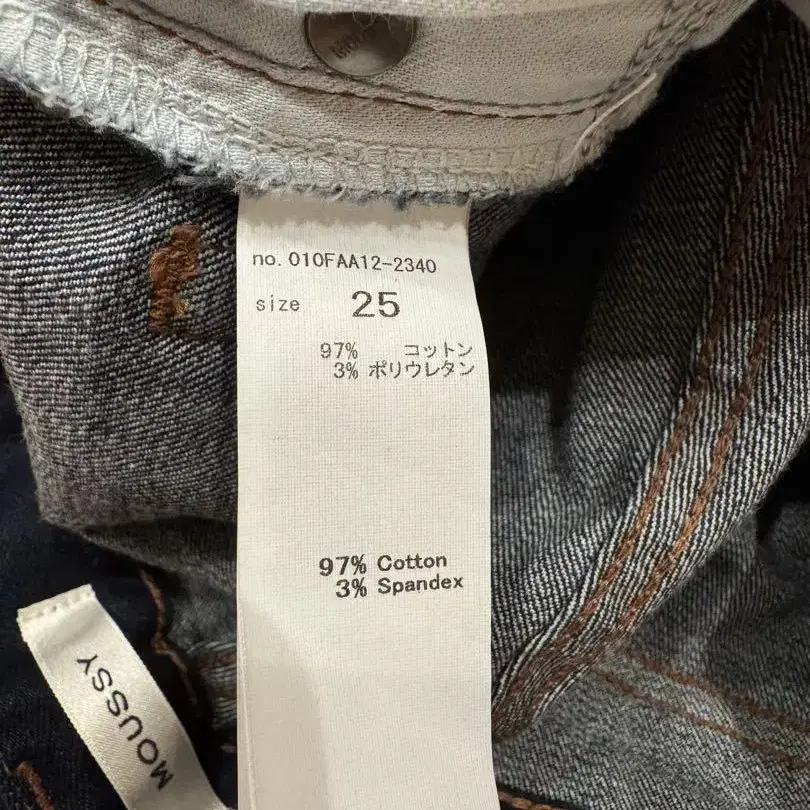 no. 010FAA12-2340
size 25
97% コットン
3% ポリウレタン
97% Cotton
3% Spandex
MOUSSY